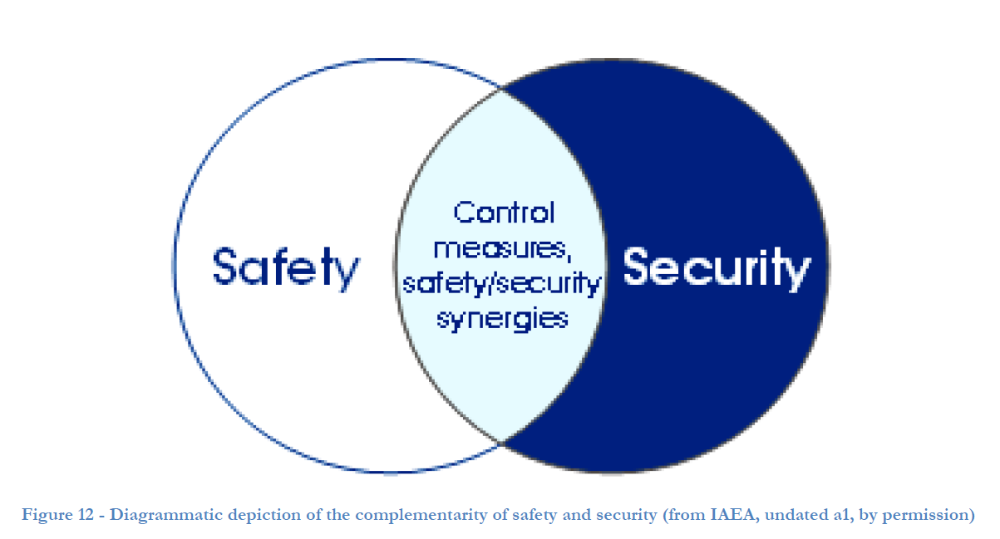 Safety
Control
measures,
safety/security
synergies
Security
Figure 12 - Diagrammatic depiction of the complementarity of safety and security (from IAEA, undated a1, by permission)